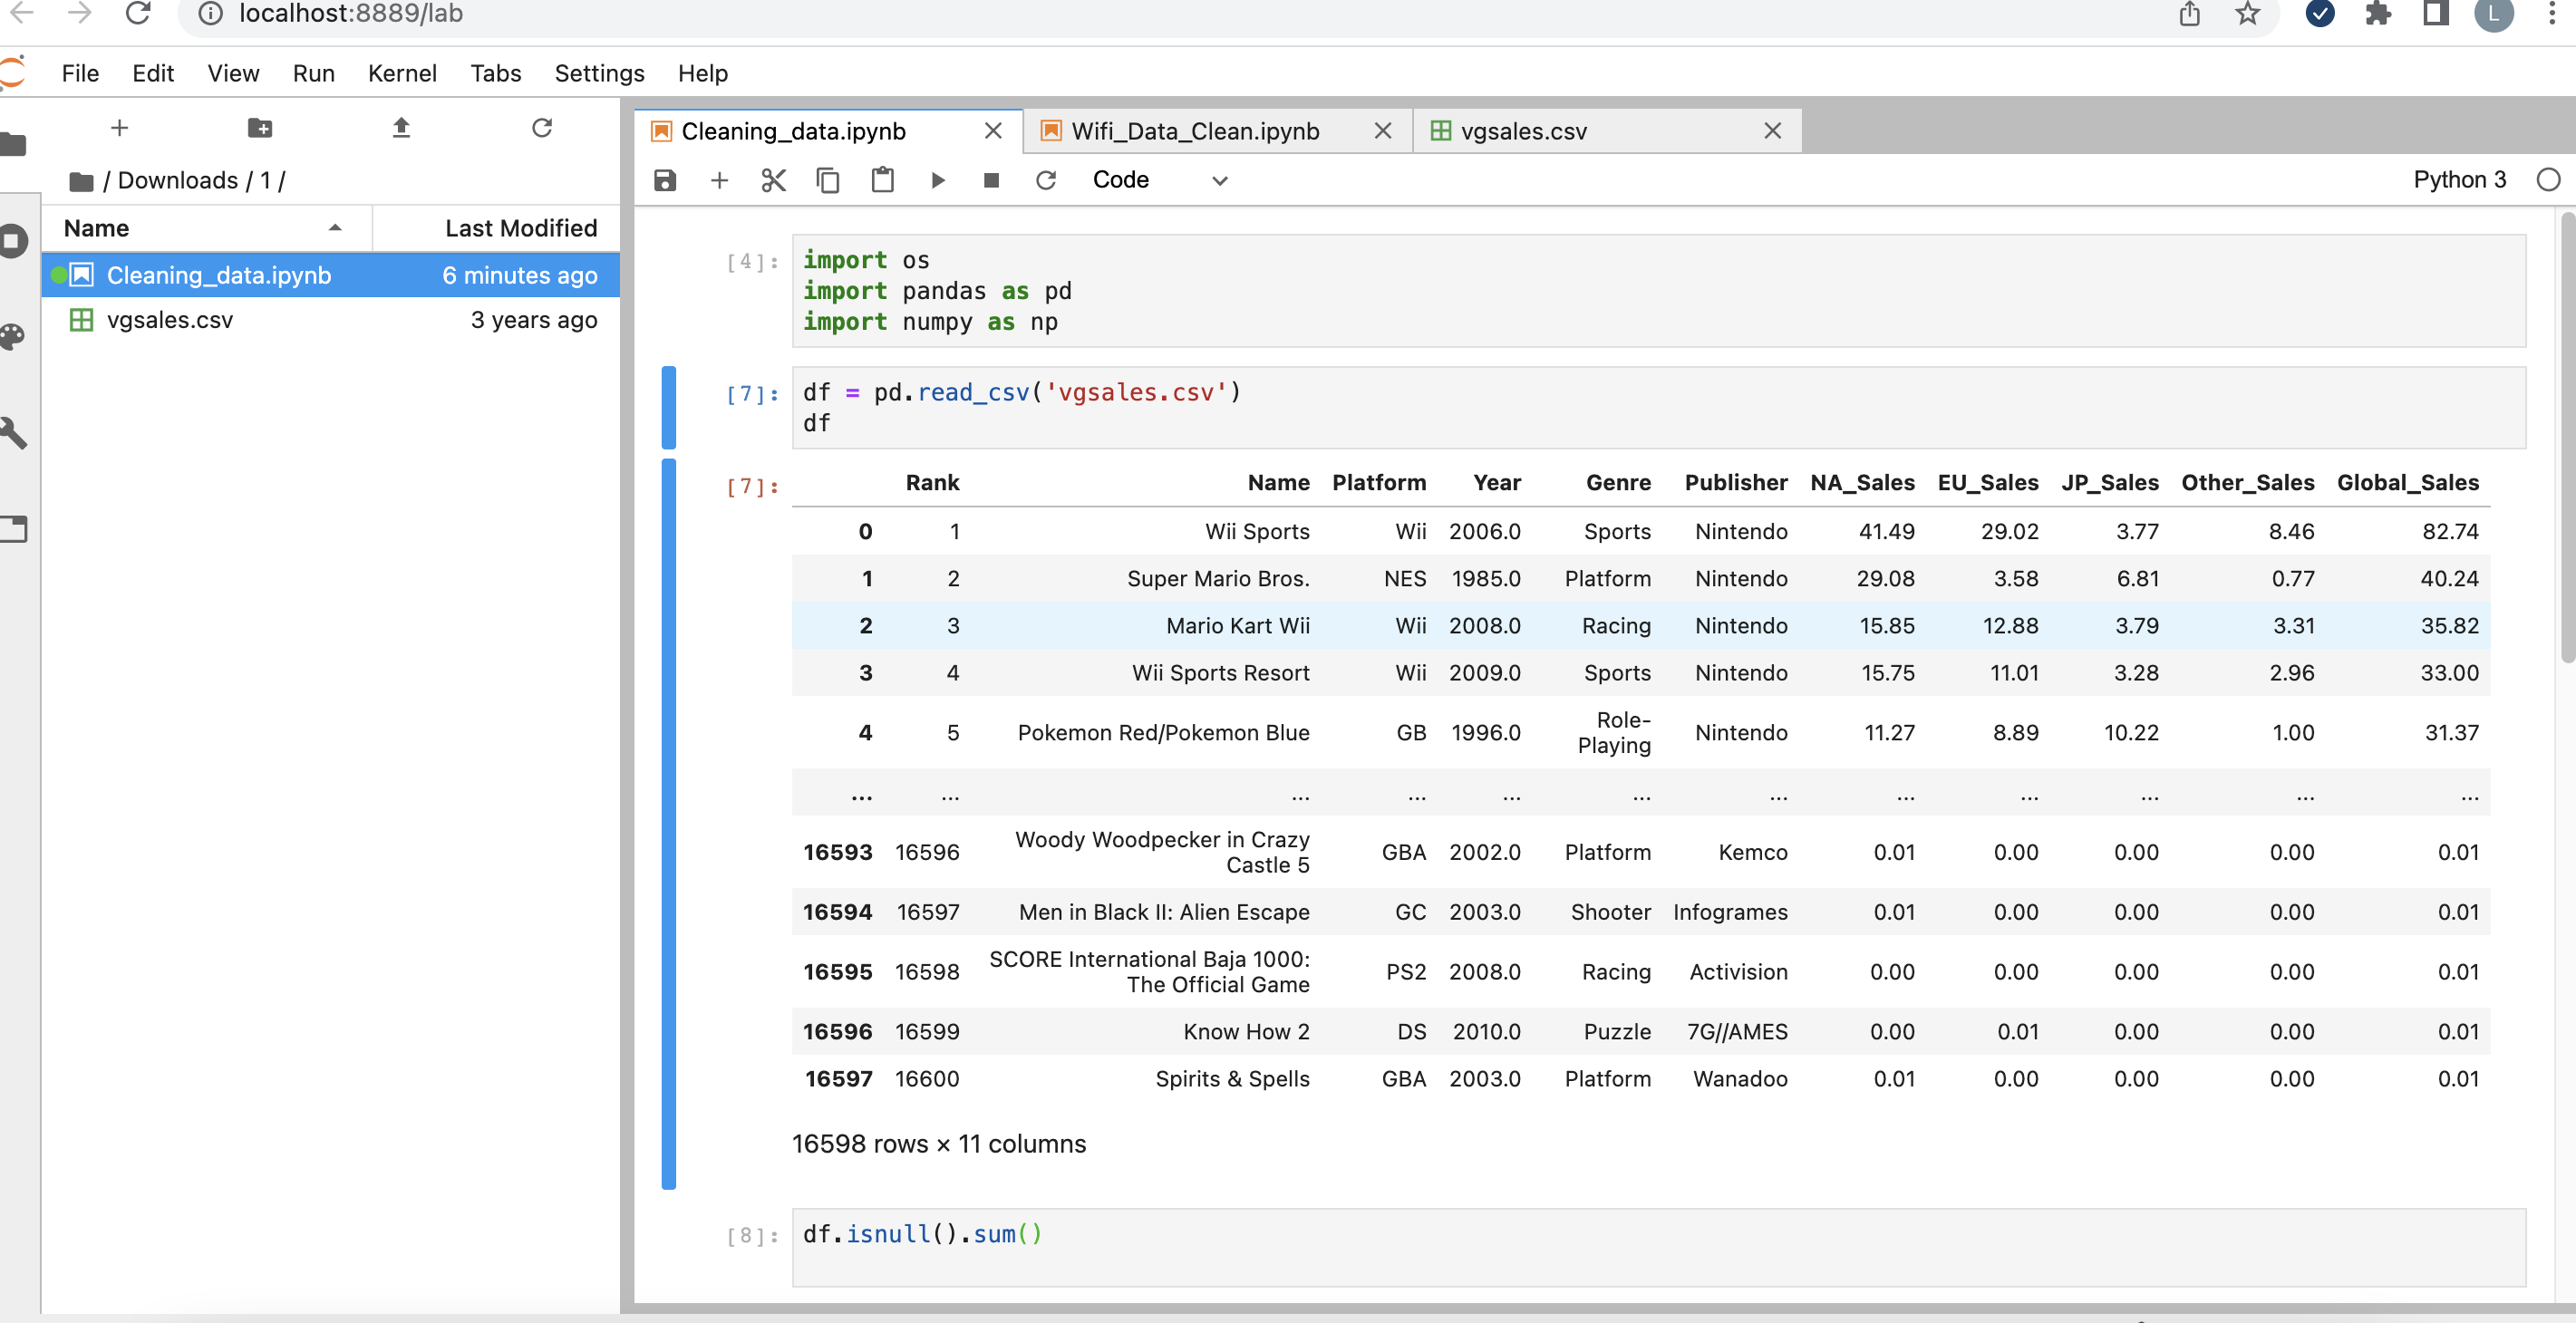 localhost:8889/lab
L
File Edit View Run Kernel Tabs Settings Help
Cleaning_data.ipynb Wifi_Data_Clean.ipynb vgsales.csv
/ Downloads / 1 /
Code Python 3
Name Last Modified
Cleaning_data.ipynb 6 minutes ago
vgsales.csv 3 years ago
[4]: import os
import pandas as pd
import numpy as np
[7]: df = pd.read_csv('vgsales.csv')
df
[7]: Rank Name Platform Year Genre Publisher NA_Sales EU_Sales JP_Sales Other_Sales Global_Sales
0 1 Wii Sports Wii 2006.0 Sports Nintendo 41.49 29.02 3.77 8.46 82.74
1 2 Super Mario Bros. NES 1985.0 Platform Nintendo 29.08 3.58 6.81 0.77 40.24
2 3 Mario Kart Wii Wii 2008.0 Racing Nintendo 15.85 12.88 3.79 3.31 35.82
3 4 Wii Sports Resort Wii 2009.0 Sports Nintendo 15.75 11.01 3.28 2.96 33.00
4 5 Pokemon Red/Pokemon Blue GB 1996.0 Role-Playing Nintendo 11.27 8.89 10.22 1.00 31.37
... ... ... ... ... ... ... ... ... ... ... ...
16593 16596 Woody Woodpecker in Crazy Castle 5 GBA 2002.0 Platform Kemco 0.01 0.00 0.00 0.00 0.01
16594 16597 Men in Black II: Alien Escape GC 2003.0 Shooter Infogrames 0.01 0.00 0.00 0.00 0.01
16595 16598 SCORE International Baja 1000: The Official Game PS2 2008.0 Racing Activision 0.00 0.00 0.00 0.00 0.01
16596 16599 Know How 2 DS 2010.0 Puzzle 7G//AMES 0.00 0.01 0.00 0.00 0.01
16597 16600 Spirits & Spells GBA 2003.0 Platform Wanadoo 0.01 0.00 0.00 0.00 0.01
16598 rows × 11 columns
[8]: df.isnull().sum()